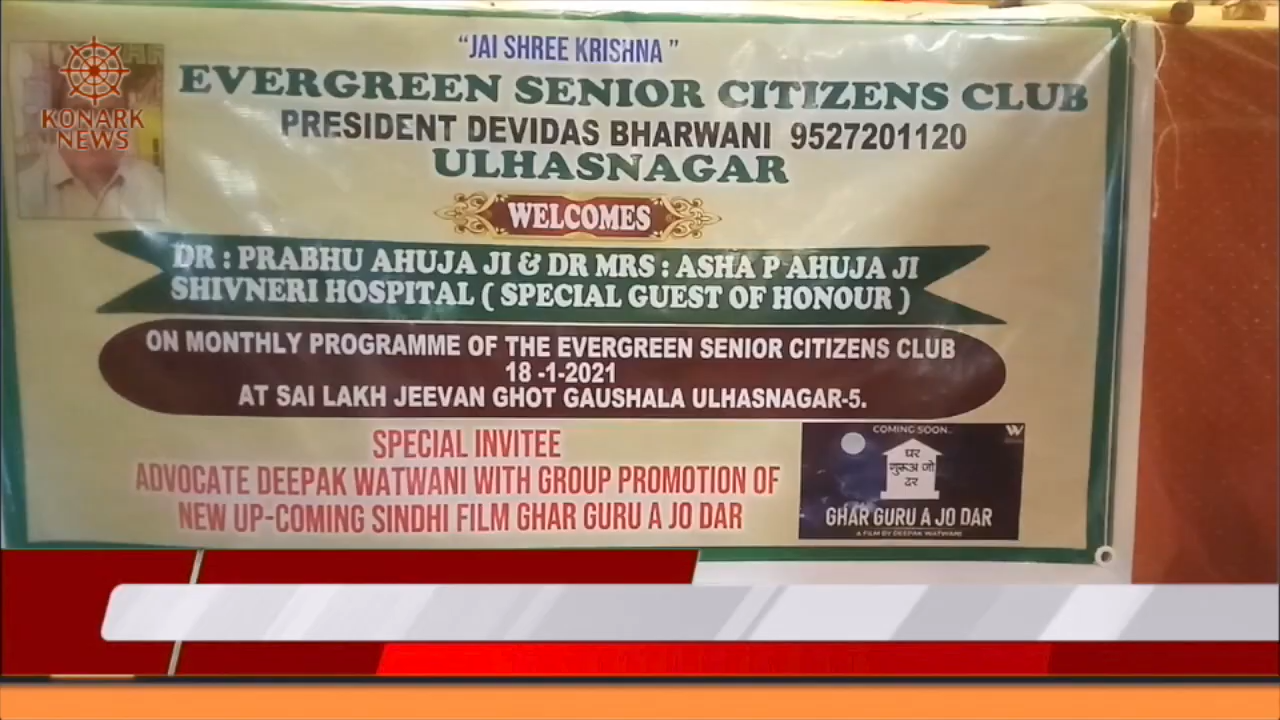 "JAI SHREE KRISHNA"
EVERGREEN SENIOR CITIZENS CLUB
PRESIDENT DEVIDAS BHARWANI 9527201120
ULHASNAGAR
WELCOMES
DR : PRABHU AHUJA JI & DR MRS : ASHA P AHUJA JI
SHIVNERI HOSPITAL ( SPECIAL GUEST OF HONOUR )
ON MONTHLY PROGRAMME OF THE EVERGREEN SENIOR CITIZENS CLUB
18 -1-2021
AT SAI LAKH JEEVAN GHOT GAUSHALA ULHASNAGAR-5.
SPECIAL INVITEE
ADVOCATE DEEPAK WATWANI WITH GROUP PROMOTION OF
NEW UP-COMING SINDHI FILM GHAR GURU A JO DAR
COMING SOON..
W
घर
गुरूअ जो
दर
GHAR GURU A JO DAR
A FILM BY DEEPAK WATWANI
KONARK
NEWS